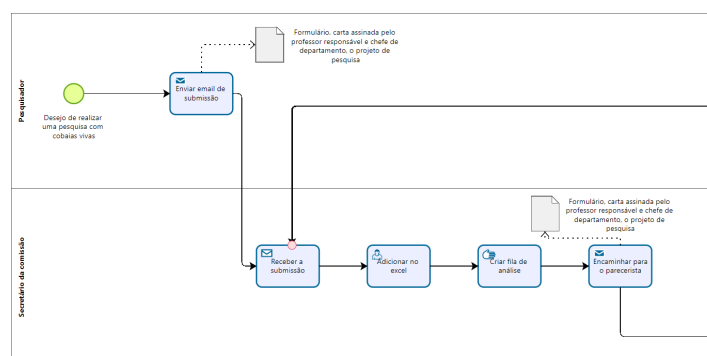 Pesquisador
Formulário, carta assinada pelo
professor responsável e chefe de
departamento, o projeto de
pesquisa
Enviar email de
submissão
Desejo de realizar
uma pesquisa com
cobaias vivas
Secretário da comissão
Formulário, carta assinada pelo
professor responsável e chefe de
departamento, o projeto de
pesquisa
Receber a
submissão
Adicionar no
excel
Criar fila de
análise
Encaminhar para
o parecerista